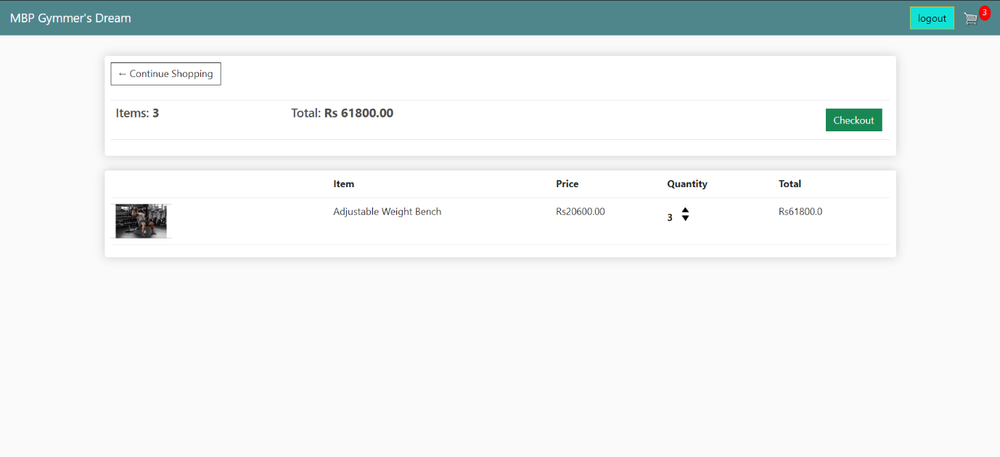 MBP Gymmer's Dream
logout
3
← Continue Shopping
Items: 3
Total: Rs 61800.00
Checkout
Item
Price
Quantity
Total
Adjustable Weight Bench
Rs20600.00
3
Rs61800.0